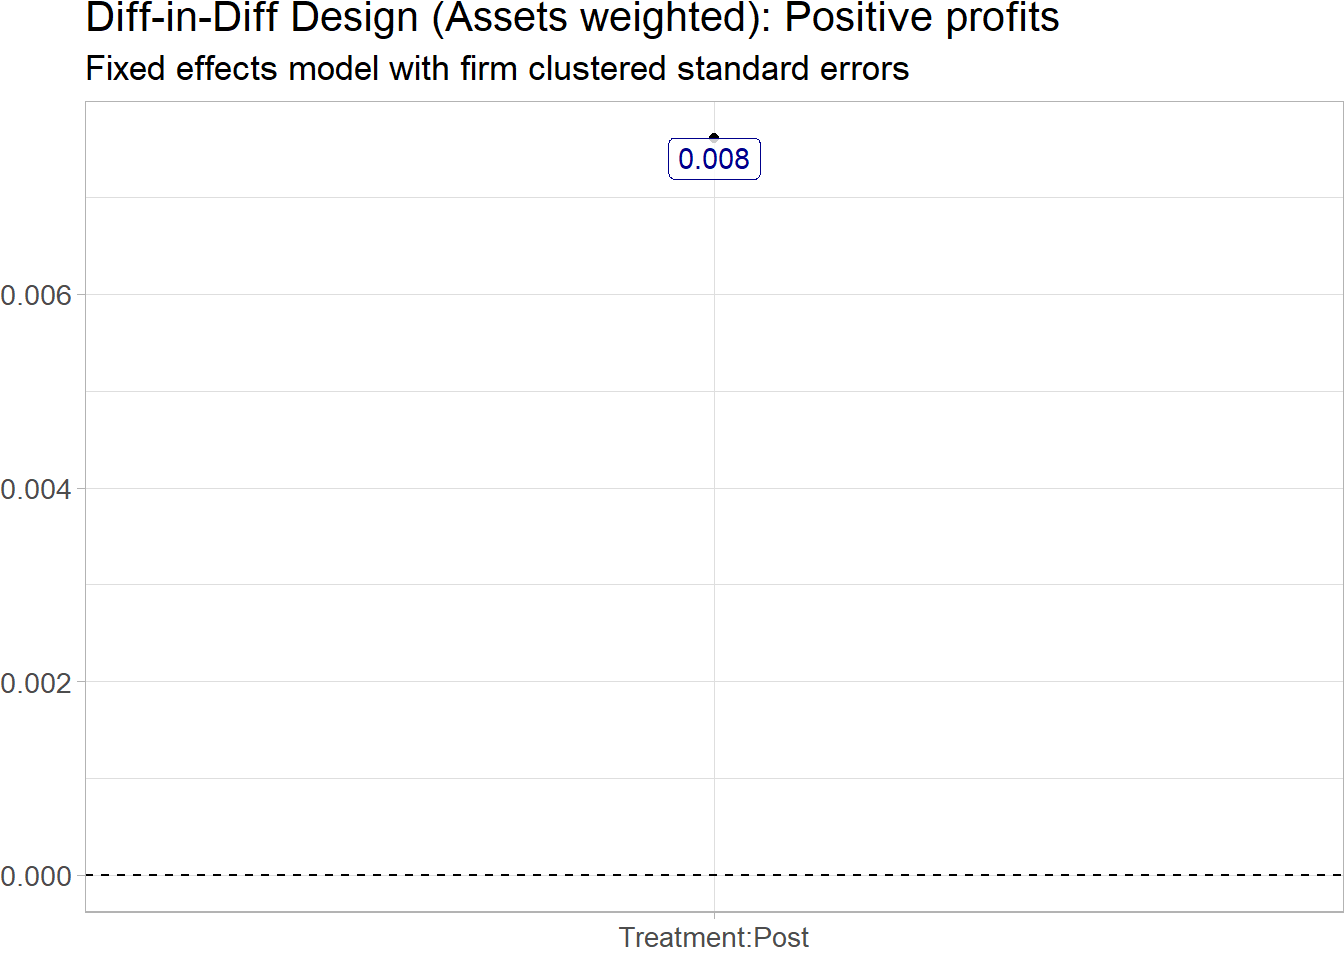 Diff-in-Diff Design (Assets weighted): Positive profits
Fixed effects model with firm clustered standard errors
0.008
0.006
0.004
0.002
0.000
Treatment:Post